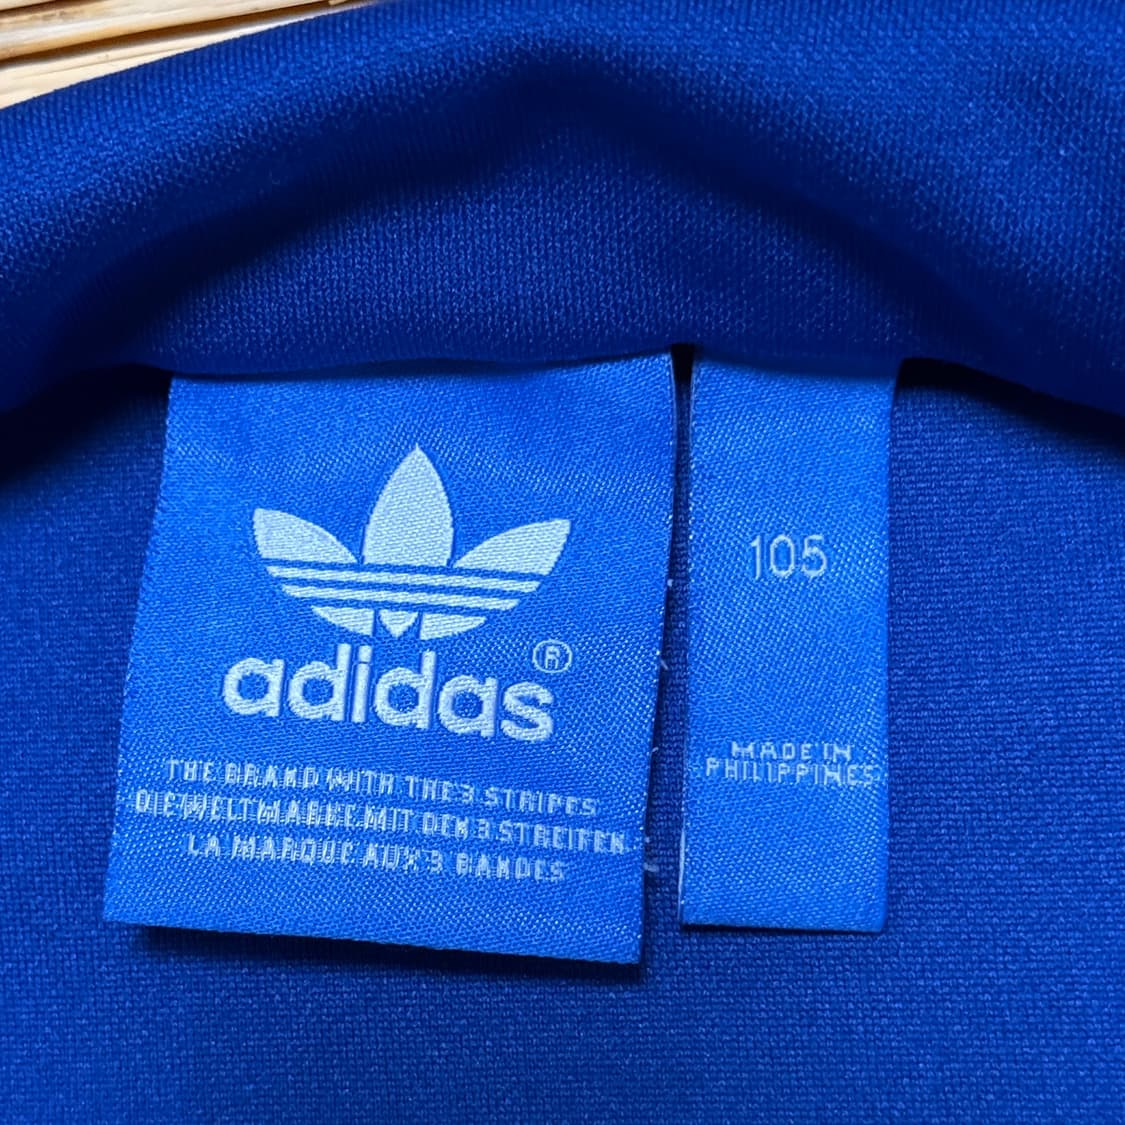 adidas®
THE BRAND WITH THE 3 STRIPES
DIE WELTMARKE MIT DEN 3 STREIFEN
LA MARQUE AUX 3 BANDES
105
MADE IN
PHILIPPINES